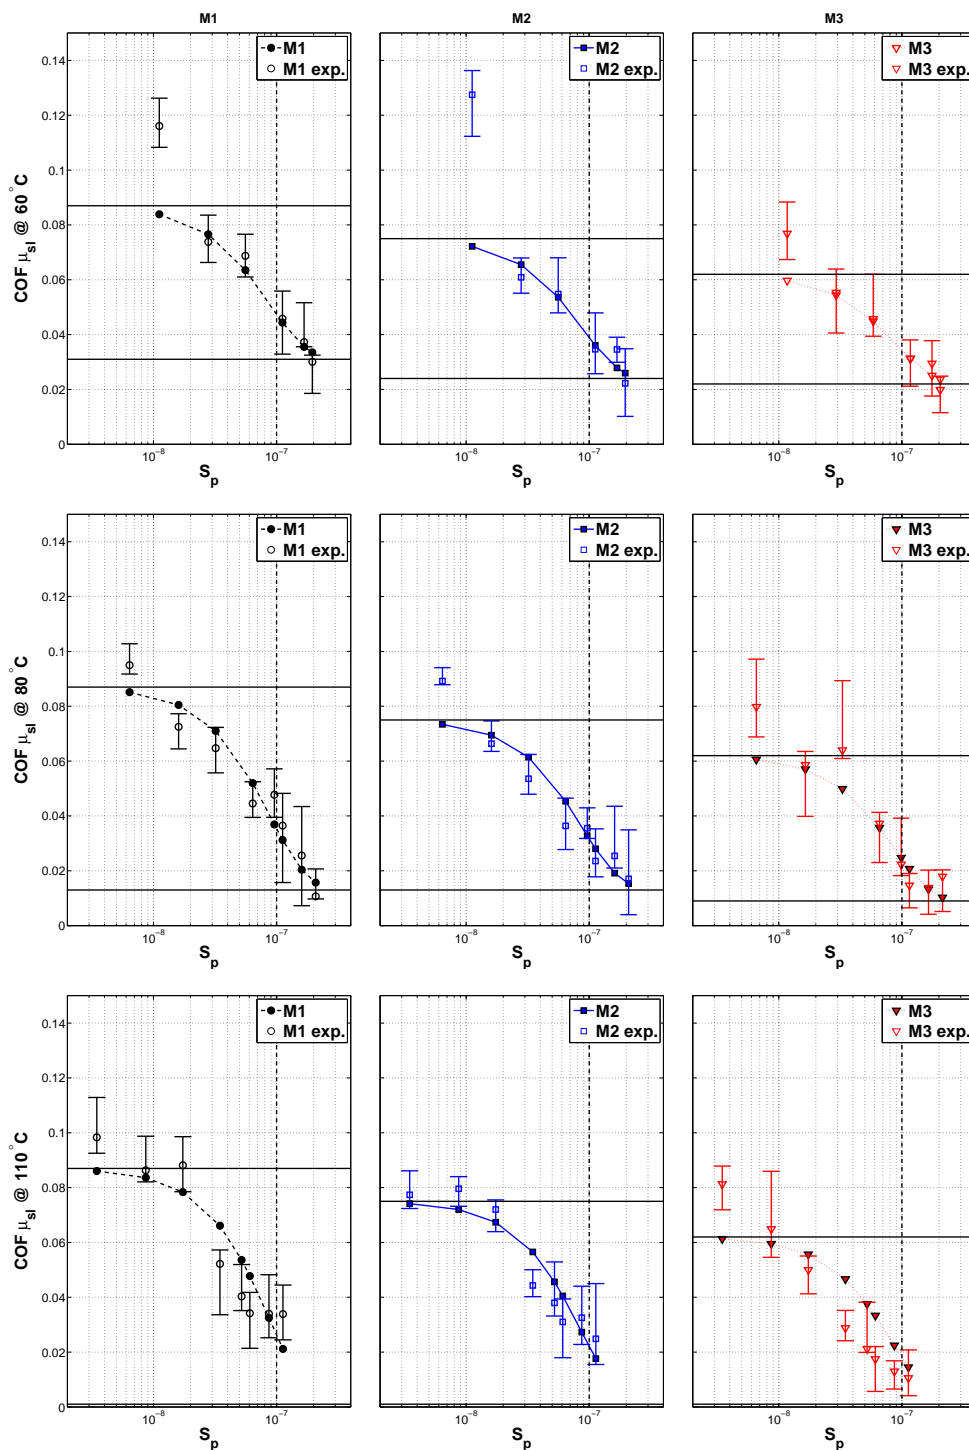 M1 M2 M3
M1
M1 exp.
M2
M2 exp.
M3
M3 exp.
COF μsl @ 60°C
0.14
0.12
0.1
0.08
0.06
0.04
0.02
0
10⁻⁸ 10⁻⁷ 10⁻⁸ 10⁻⁷ 10⁻⁸ 10⁻⁷
Sp Sp Sp
M1
M1 exp.
M2
M2 exp.
M3
M3 exp.
COF μsl @ 80°C
0.14
0.12
0.1
0.08
0.06
0.04
0.02
0
10⁻⁸ 10⁻⁷ 10⁻⁸ 10⁻⁷ 10⁻⁸ 10⁻⁷
Sp Sp Sp
M1
M1 exp.
M2
M2 exp.
M3
M3 exp.
COF μsl @ 110°C
0.14
0.12
0.1
0.08
0.06
0.04
0.02
0
10⁻⁸ 10⁻⁷ 10⁻⁸ 10⁻⁷ 10⁻⁸ 10⁻⁷
Sp Sp Sp